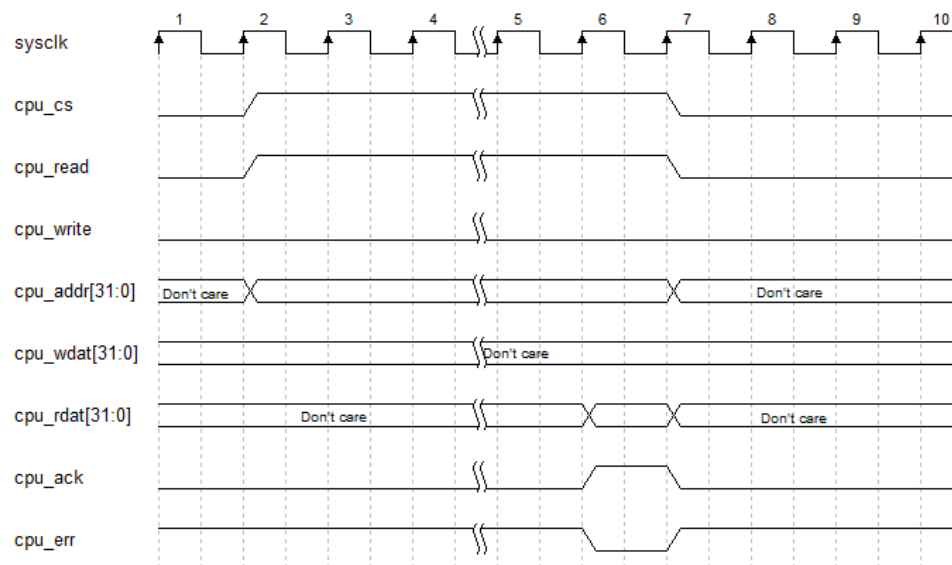 1 2 3 4 5 6 7 8 9 10
sysclk
cpu_cs
cpu_read
cpu_write
cpu_addr[31:0] Don't care Don't care
cpu_wdat[31:0] Don't care
cpu_rdat[31:0] Don't care Don't care
cpu_ack
cpu_err